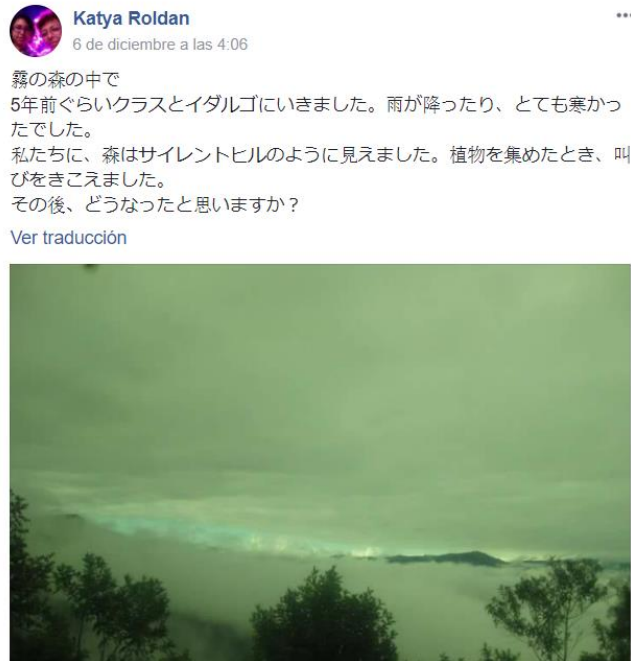 Katya Roldan
6 de diciembre a las 4:06
霧の森の中で
5年前ぐらいクラスとイダルゴにいきました。雨が降ったり、とても寒かっ
たでした。
私たちに、森はサイレントヒルのように見えました。植物を集めたとき、叫
びをきこえました。
その後、どうなったと思いますか？
Ver traducción